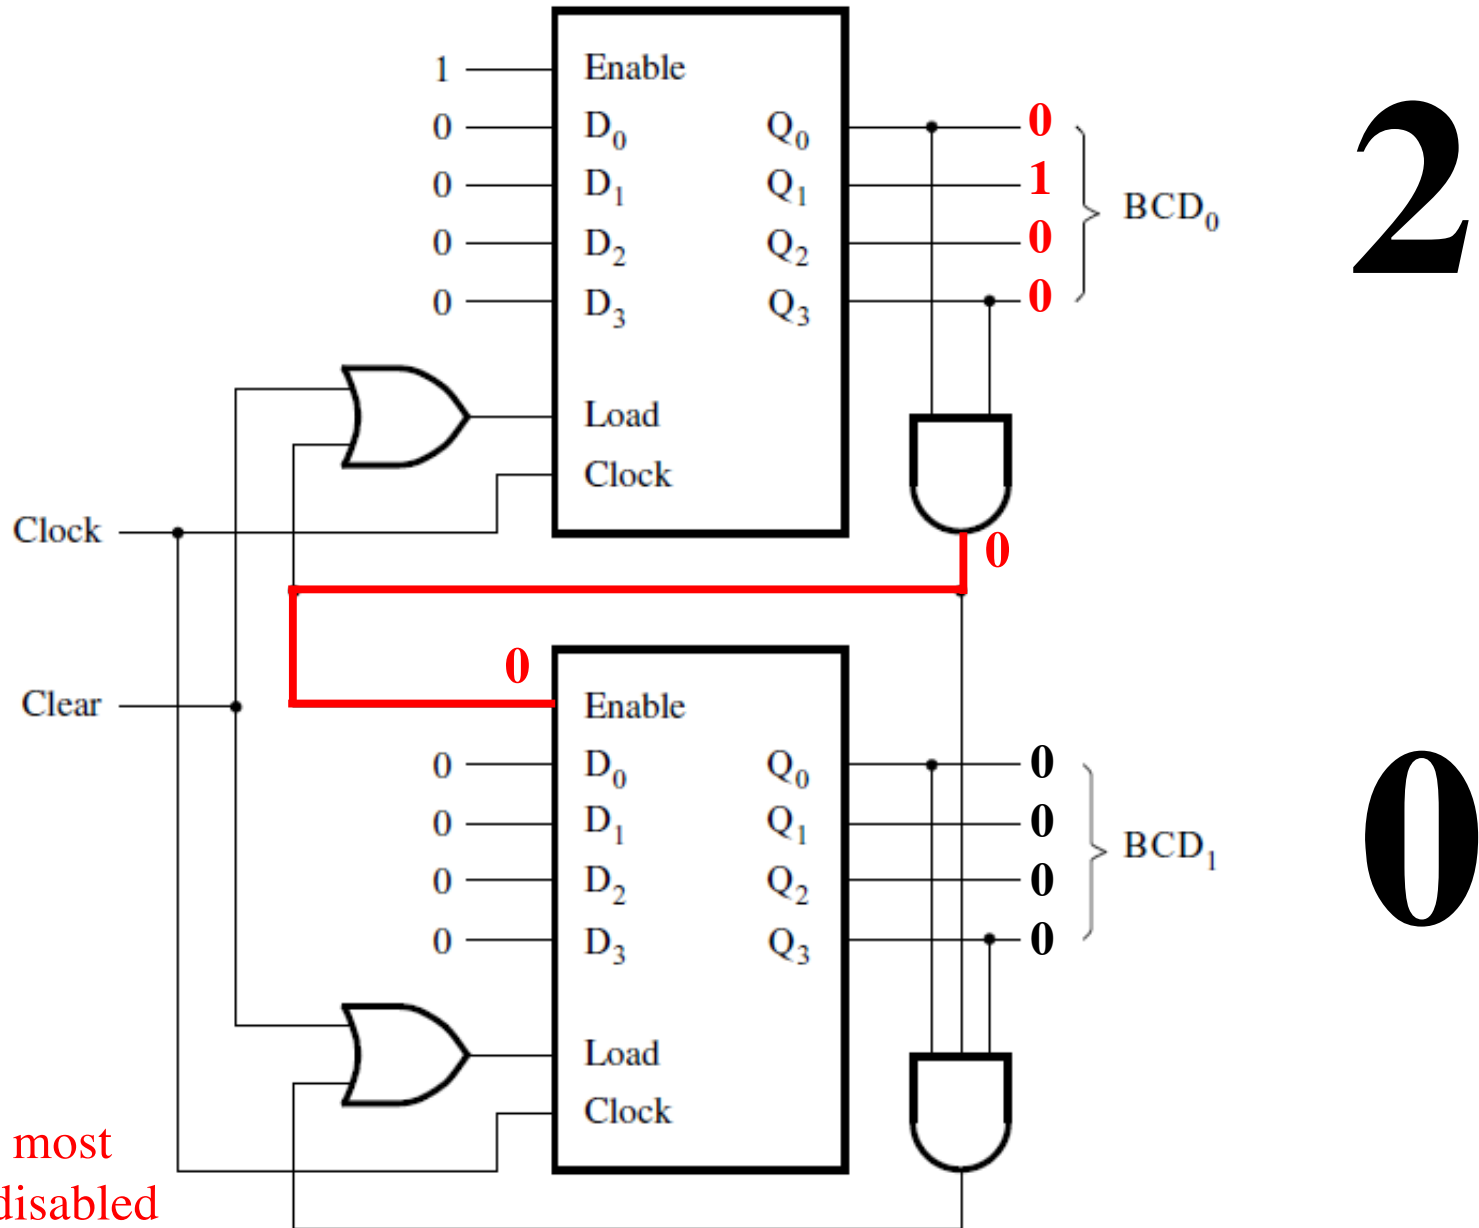 1 Enable
0 D0 Q0 0
0 D1 Q1 1
0 D2 Q2 0
0 D3 Q3 0
BCD0
2
Load
Clock
Clock
0
0
Clear
Enable
0 D0 Q0 0
0 D1 Q1 0
0 D2 Q2 0
0 D3 Q3 0
BCD1
0
Load
Clock
most
disabled